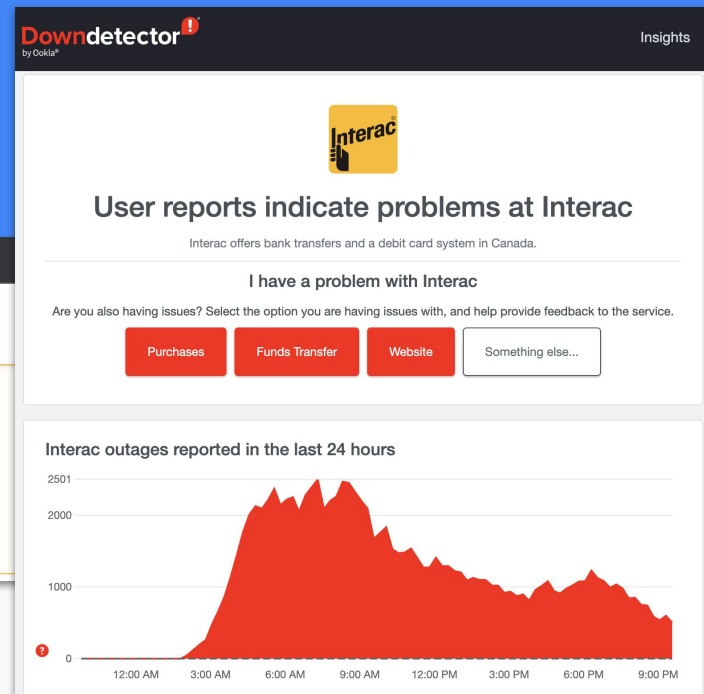 Downdetector!
by Ookla®
Insights
Interac®
User reports indicate problems at Interac
Interac offers bank transfers and a debit card system in Canada.
I have a problem with Interac
Are you also having issues? Select the option you are having issues with, and help provide feedback to the service.
Purchases
Funds Transfer
Website
Something else...
Interac outages reported in the last 24 hours
2501
2000
1000
?
0
12:00 AM 3:00 AM 6:00 AM 9:00 AM 12:00 PM 3:00 PM 6:00 PM 9:00 PM